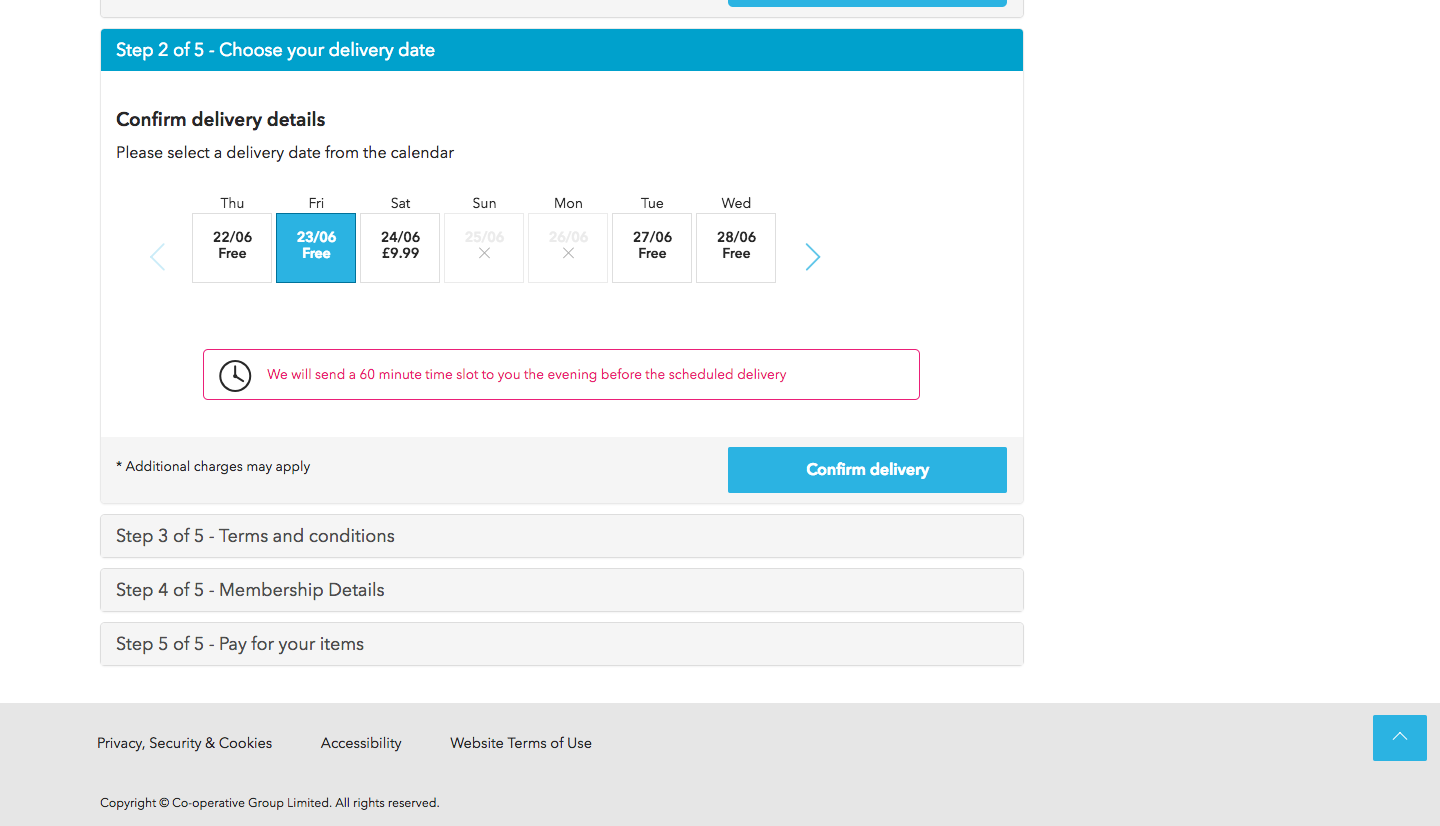 Step 2 of 5 - Choose your delivery date
Confirm delivery details
Please select a delivery date from the calendar
Thu Fri Sat Sun Mon Tue Wed
22/06 23/06 24/06 25/06 26/06 27/06 28/06
Free Free £9.99 Free Free
We will send a 60 minute time slot to you the evening before the scheduled delivery
* Additional charges may apply
Confirm delivery
Step 3 of 5 - Terms and conditions
Step 4 of 5 - Membership Details
Step 5 of 5 - Pay for your items
Privacy, Security & Cookies Accessibility Website Terms of Use
Copyright © Co-operative Group Limited. All rights reserved.